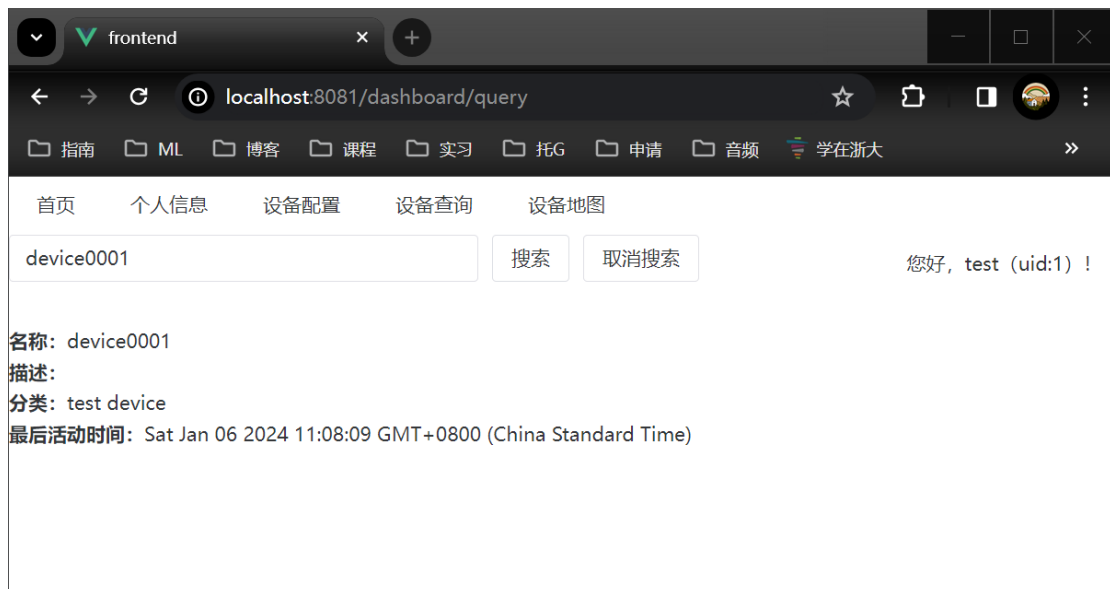 frontend
localhost:8081/dashboard/query
指南 ML 博客 课程 实习 托G 申请 音频 学在浙大
首页 个人信息 设备配置 设备查询 设备地图
device0001 搜索 取消搜索 您好，test（uid:1）！
名称：device0001
描述：
分类：test device
最后活动时间：Sat Jan 06 2024 11:08:09 GMT+0800 (China Standard Time)